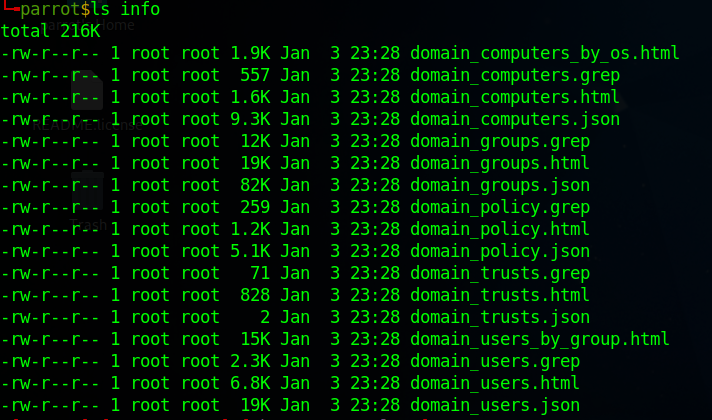 parrot$ls info
total 216K
-rw-r--r-- 1 root root 1.9K Jan  3 23:28 domain_computers_by_os.html
-rw-r--r-- 1 root root  557 Jan  3 23:28 domain_computers.grep
-rw-r--r-- 1 root root 1.6K Jan  3 23:28 domain_computers.html
-rw-r--r-- 1 root root 9.3K Jan  3 23:28 domain_computers.json
-rw-r--r-- 1 root root  12K Jan  3 23:28 domain_groups.grep
-rw-r--r-- 1 root root  19K Jan  3 23:28 domain_groups.html
-rw-r--r-- 1 root root  82K Jan  3 23:28 domain_groups.json
-rw-r--r-- 1 root root  259 Jan  3 23:28 domain_policy.grep
-rw-r--r-- 1 root root 1.2K Jan  3 23:28 domain_policy.html
-rw-r--r-- 1 root root 5.1K Jan  3 23:28 domain_policy.json
-rw-r--r-- 1 root root   71 Jan  3 23:28 domain_trusts.grep
-rw-r--r-- 1 root root  828 Jan  3 23:28 domain_trusts.html
-rw-r--r-- 1 root root    2 Jan  3 23:28 domain_trusts.json
-rw-r--r-- 1 root root  15K Jan  3 23:28 domain_users_by_group.html
-rw-r--r-- 1 root root 2.3K Jan  3 23:28 domain_users.grep
-rw-r--r-- 1 root root 6.8K Jan  3 23:28 domain_users.html
-rw-r--r-- 1 root root  19K Jan  3 23:28 domain_users.json